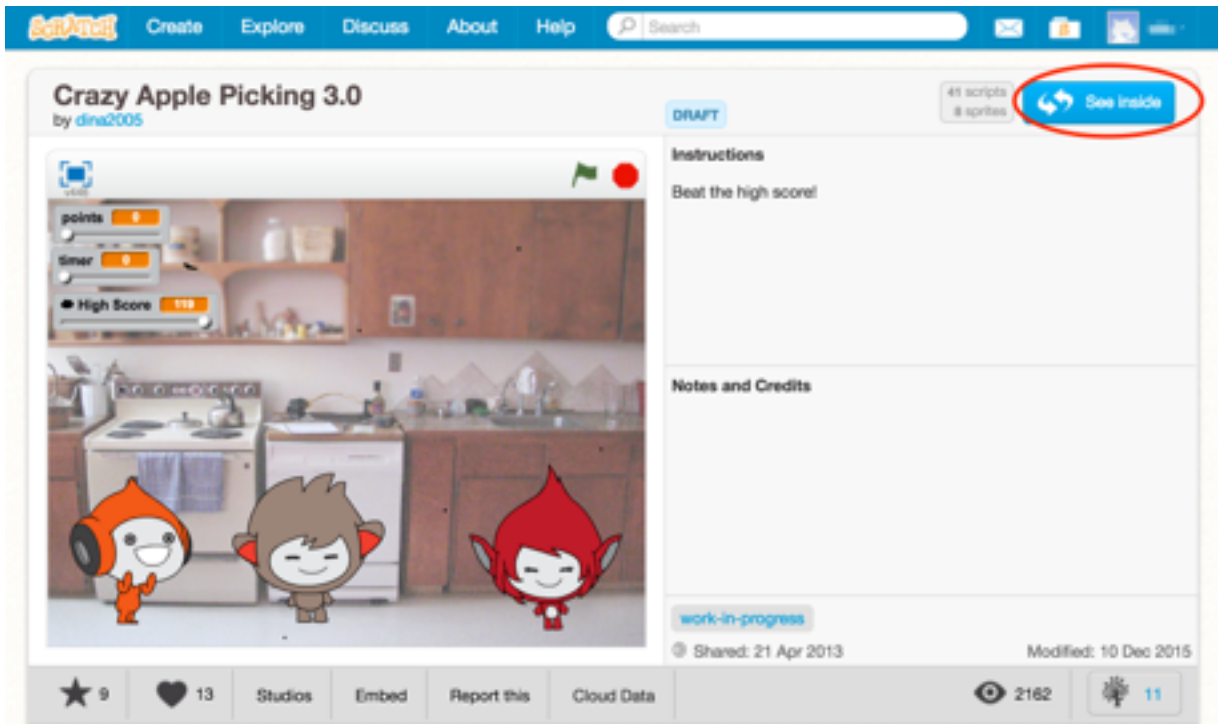 SCRATCH Create Explore Discuss About Help Search
Crazy Apple Picking 3.0
by dina2005
DRAFT
41 scripts
8 sprites
See inside
Instructions
Beat the high score!
points 0
timer 0
High Score 119
Notes and Credits
work-in-progress
Shared: 21 Apr 2013 Modified: 10 Dec 2015
9 13 Studios Embed Report this Cloud Data 2162 11